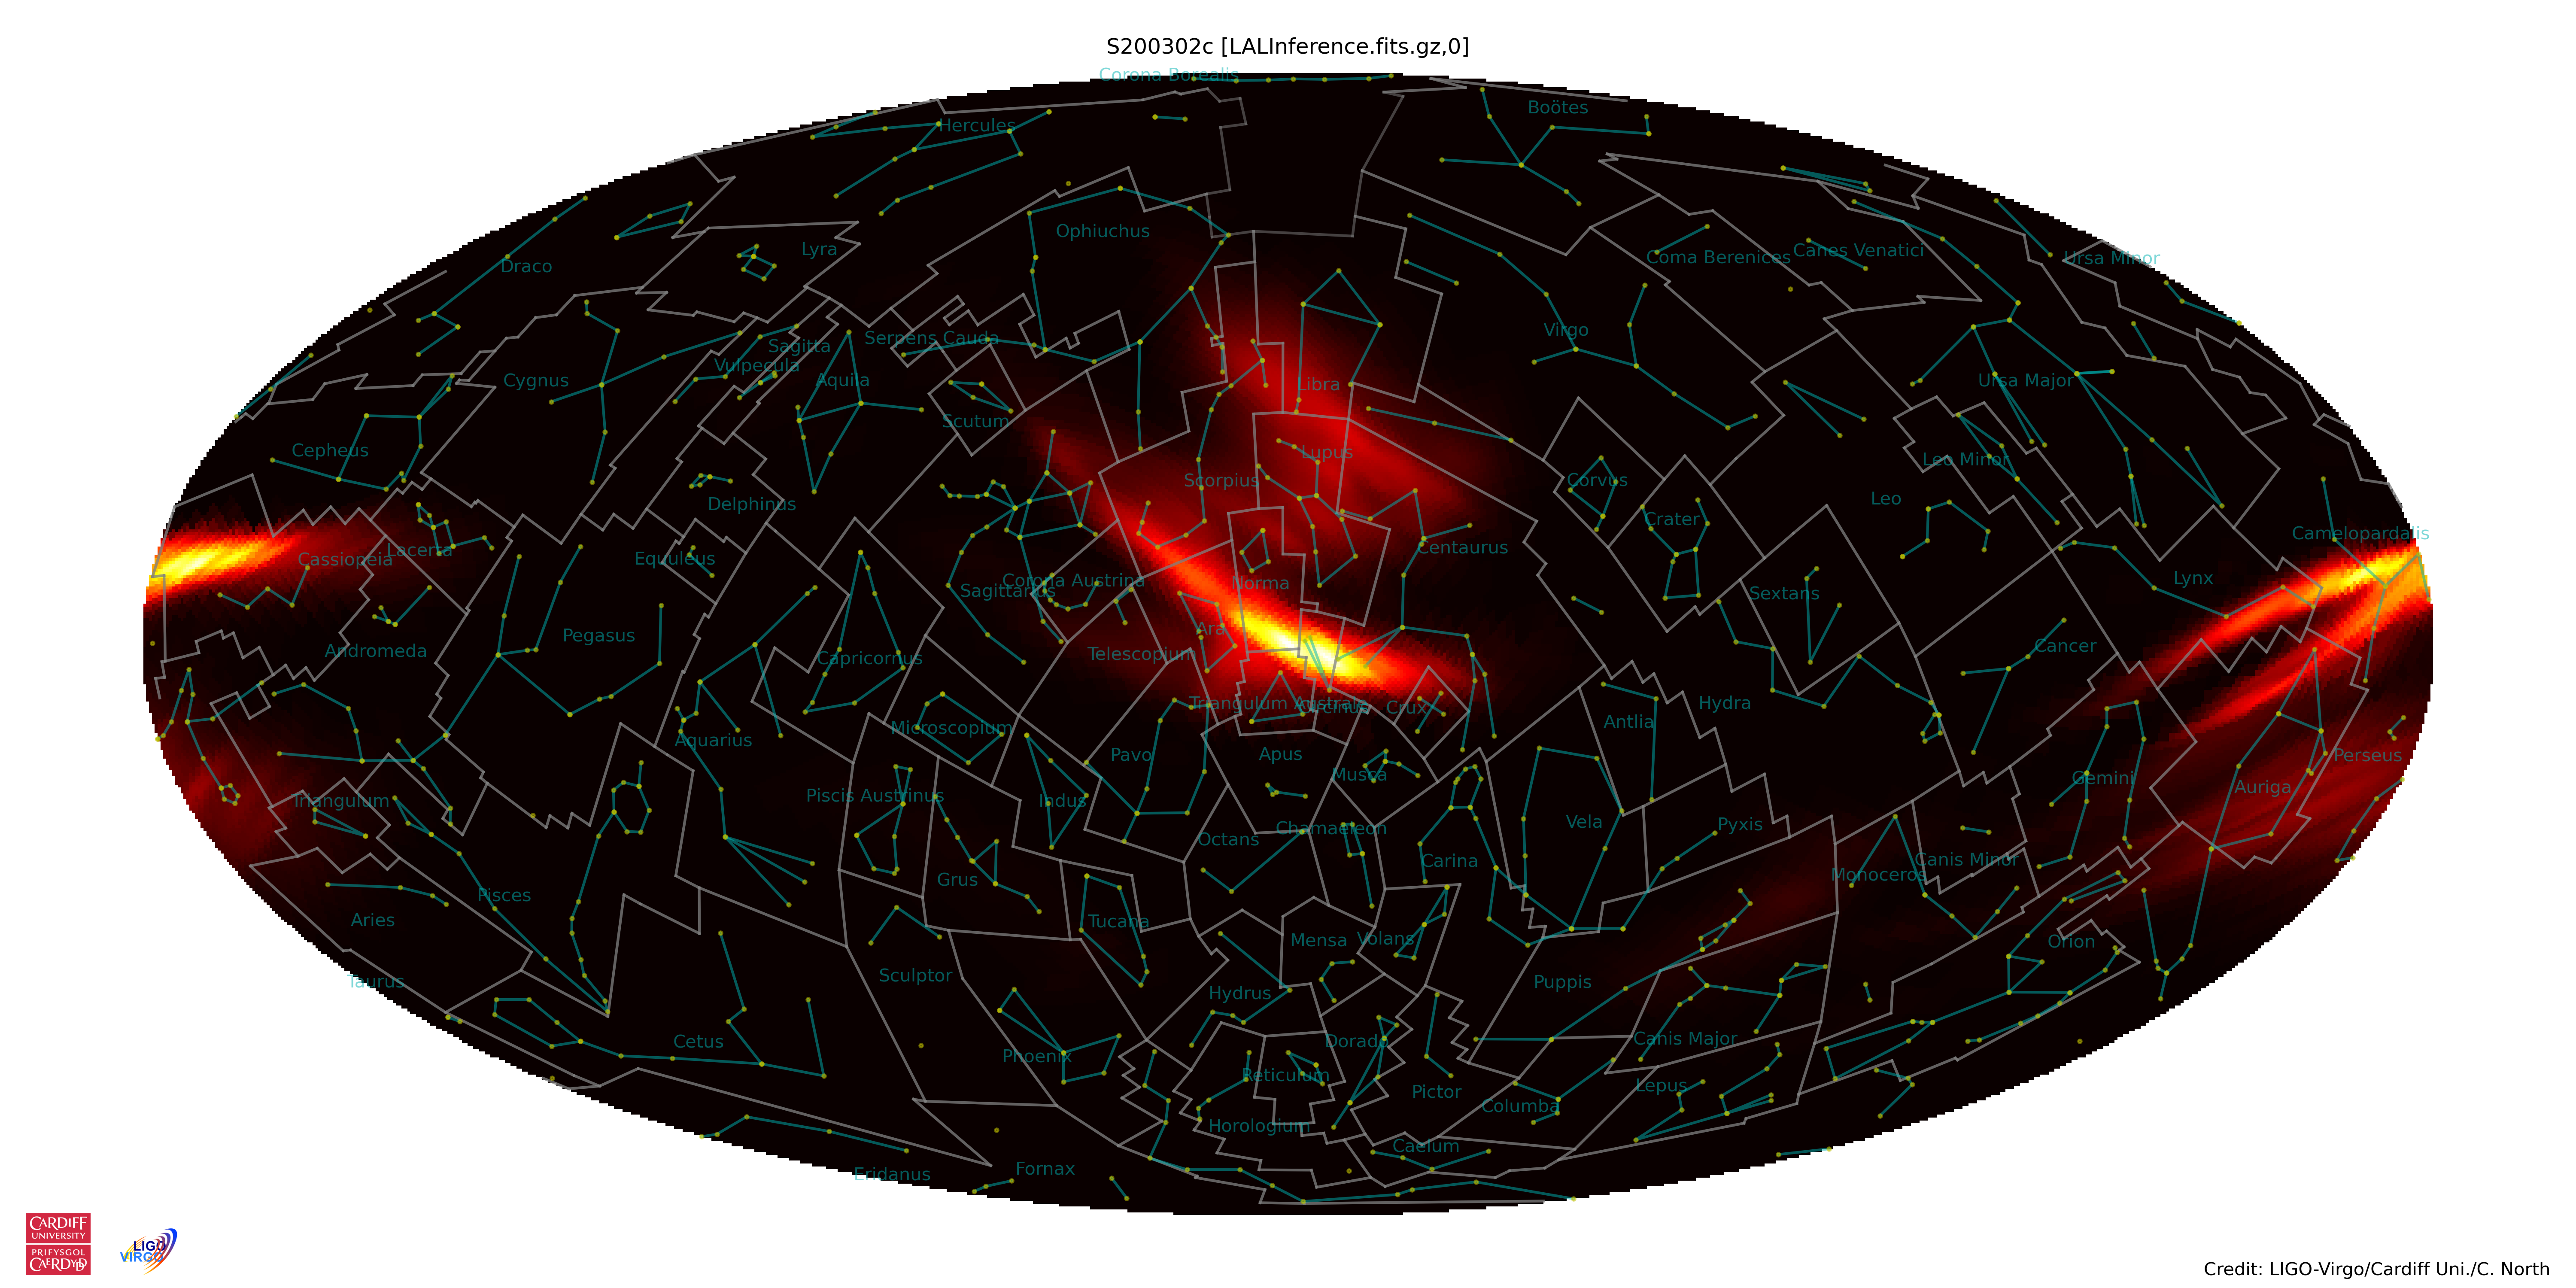 S200302c [LALInference.fits.gz,0]
Corona Borealis
Boötes
Hercules
Ophiuchus
Lyra
Coma Berenices
Canes Venatici
Ursa Minor
Draco
Virgo
Serpens Cauda
Sagitta
Vulpecula
Cygnus
Aquila
Libra
Ursa Major
Scutum
Cepheus
Lupus
Leo Minor
Scorpius
Corvus
Leo
Delphinus
Crater
Camelopardalis
Lacerta
Cassiopeia
Equuleus
Centaurus
Corona Austrina
Norma
Lynx
Sagittarius
Sextans
Ara
Pegasus
Cancer
Andromeda
Telescopium
Capricornus
Triangulum Australe
Circinus
Crux
Hydra
Antlia
Microscopium
Aquarius
Pavo
Apus
Perseus
Musca
Gemini
Auriga
Triangulum
Piscis Austrinus
Indus
Chamaeleon
Vela
Pyxis
Octans
Carina
Canis Minor
Monoceros
Grus
Pisces
Aries
Tucana
Mensa
Volans
Orion
Taurus
Sculptor
Hydrus
Puppis
Cetus
Dorado
Canis Major
Phoenix
Reticulum
Lepus
Pictor
Columba
Horologium
Caelum
Fornax
Eridanus
CARDIFF
UNIVERSITY
PRIFYSGOL
CAERDYDD
LIGO
VIRGO
Credit: LIGO-Virgo/Cardiff Uni./C. North